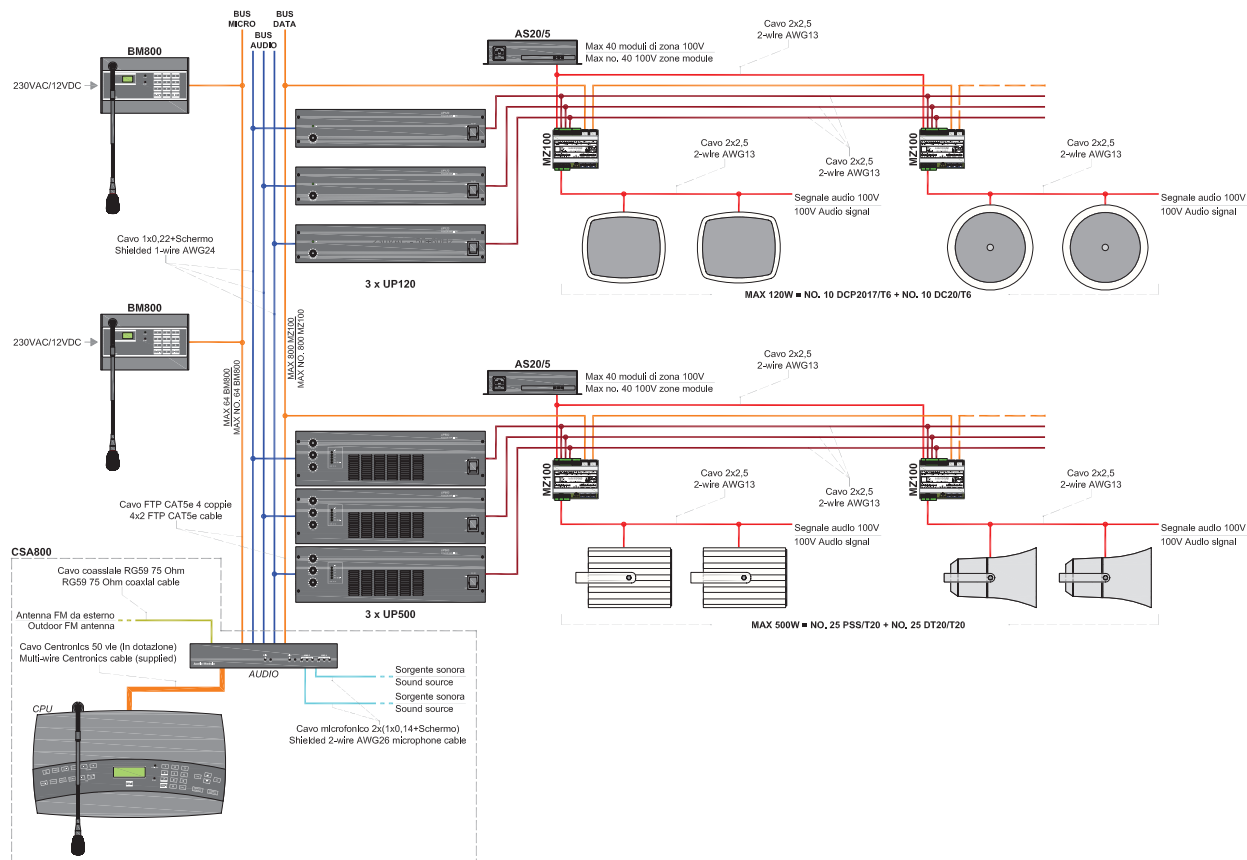 BUS
MICRO
BUS
AUDIO
BUS
DATA
BM800
230VAC/12VDC
AS20/5
Max 40 moduli di zona 100V
Max no. 40 100V zone module
Cavo 2x2,5
2-wire AWG13
MZ100
MZ100
Cavo 2x2,5
2-wire AWG13
Cavo 2x2,5
2-wire AWG13
Cavo 2x2,5
2-wire AWG13
Segnale audio 100V
100V Audio signal
Segnale audio 100V
100V Audio signal
Cavo 1x0,22+Schermo
Shielded 1-wire AWG24
3 x UP120
MAX 120W = NO. 10 DCP2017/T6 + NO. 10 DC20/T6
BM800
230VAC/12VDC
MAX 64 BM800
MAX NO. 64 BM800
MAX 800 MZ100
MAX NO. 800 MZ100
AS20/5
Max 40 moduli di zona 100V
Max no. 40 100V zone module
Cavo 2x2,5
2-wire AWG13
MZ100
MZ100
Cavo 2x2,5
2-wire AWG13
Cavo 2x2,5
2-wire AWG13
Cavo 2x2,5
2-wire AWG13
Segnale audio 100V
100V Audio signal
Segnale audio 100V
100V Audio signal
Cavo FTP CAT5e 4 coppie
4x2 FTP CAT5e cable
3 x UP500
MAX 500W = NO. 25 PSS/T20 + NO. 25 DT20/T20
CSA800
Cavo coassiale RG59 75 Ohm
RG59 75 Ohm coaxial cable
Antenna FM da esterno
Outdoor FM antenna
Cavo Centronics 50 vie (in dotazione)
Multi-wire Centronics cable (supplied)
Audio Module
AUDIO
Sorgente sonora
Sound source
Sorgente sonora
Sound source
Cavo microfonico 2x(1x0,14+Schermo)
Shielded 2-wire AWG26 microphone cable
CPU